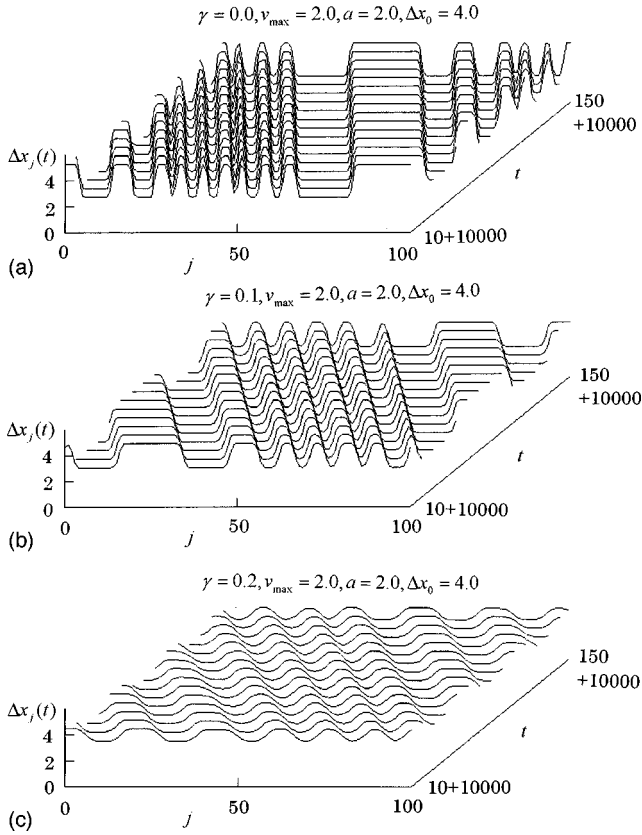 γ = 0.0, v_max = 2.0, a = 2.0, Δx_0 = 4.0
150
+10000
Δx_j(t)
4
2
0
t
0
50
100
10+10000
j
(a)
γ = 0.1, v_max = 2.0, a = 2.0, Δx_0 = 4.0
150
+10000
Δx_j(t)
4
2
0
t
0
50
100
10+10000
j
(b)
γ = 0.2, v_max = 2.0, a = 2.0, Δx_0 = 4.0
150
+10000
Δx_j(t)
4
2
0
t
0
50
100
10+10000
j
(c)